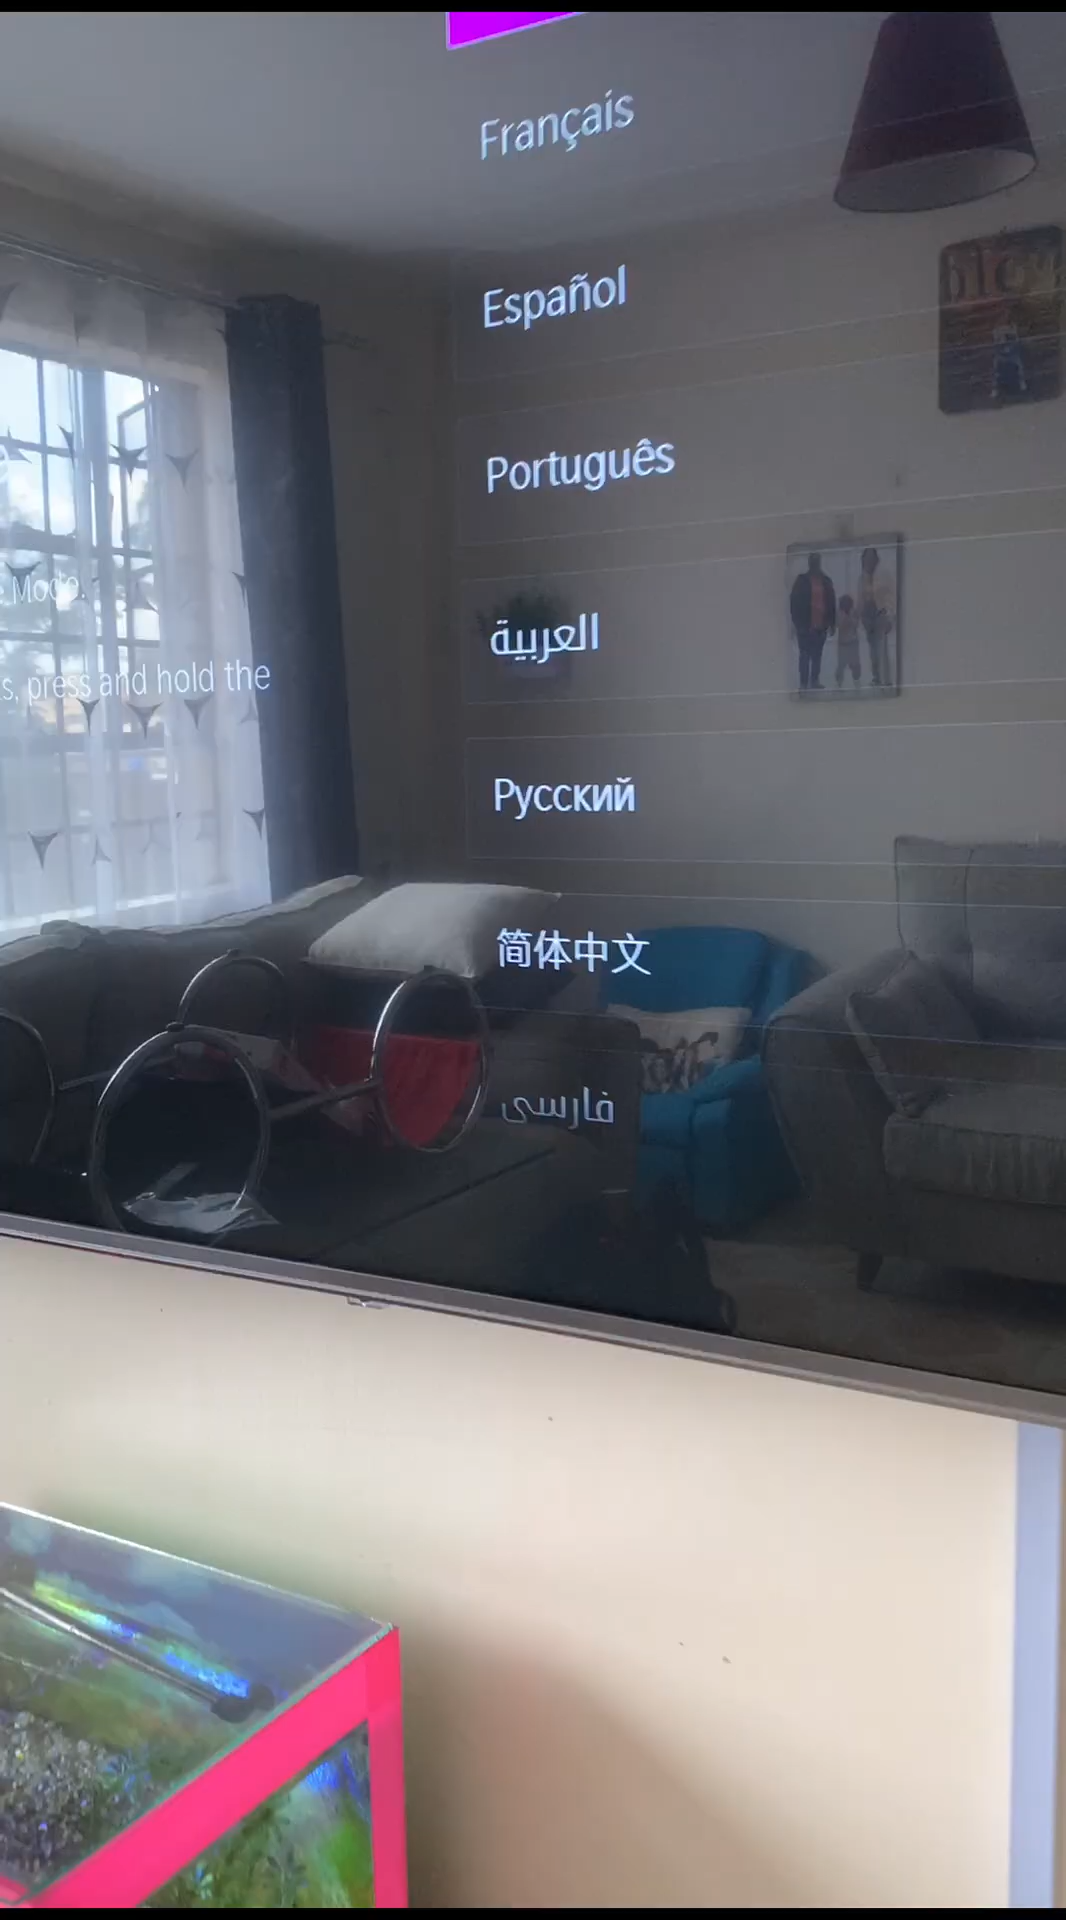 Français
Español
Português
العربية
Русский
简体中文
فارسی
Mode.
press and hold the